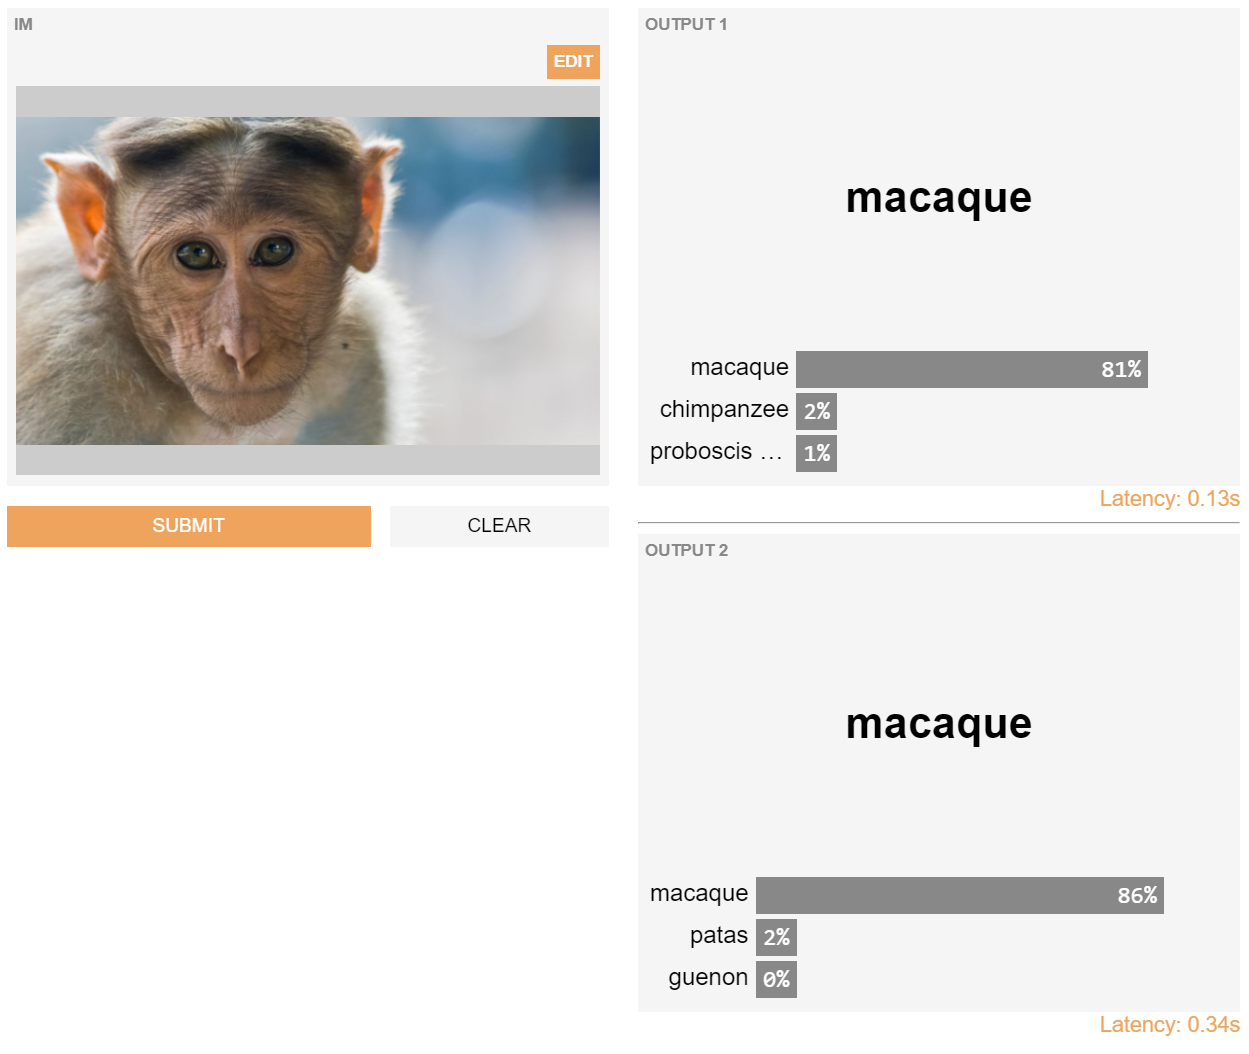 IM
EDIT
SUBMIT
CLEAR
OUTPUT 1
macaque
macaque 81%
chimpanzee 2%
proboscis … 1%
Latency: 0.13s
OUTPUT 2
macaque
macaque 86%
patas 2%
guenon 0%
Latency: 0.34s